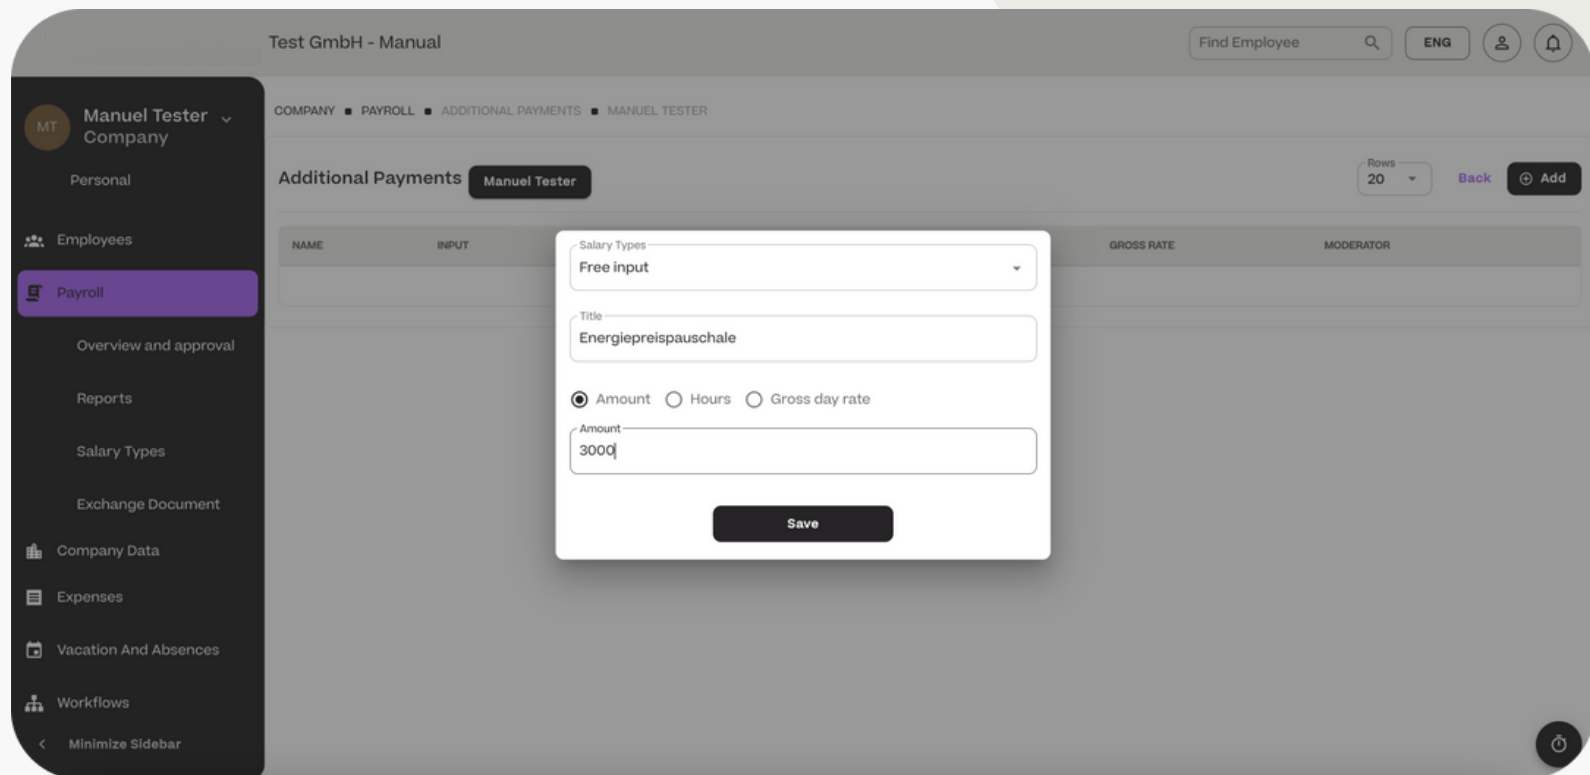 Test GmbH - Manual
Find Employee
ENG
MT
Manuel Tester
Company
Personal
Employees
Payroll
Overview and approval
Reports
Salary Types
Exchange Document
Company Data
Expenses
Vacation And Absences
Workflows
Minimize Sidebar
COMPANY ■ PAYROLL ■ ADDITIONAL PAYMENTS ■ MANUEL TESTER
Additional Payments Manuel Tester
Rows
20
Back
Add
NAME INPUT GROSS RATE MODERATOR
Salary Types
Free input
Title
Energiepreispauschale
Amount Hours Gross day rate
Amount
3000
Save